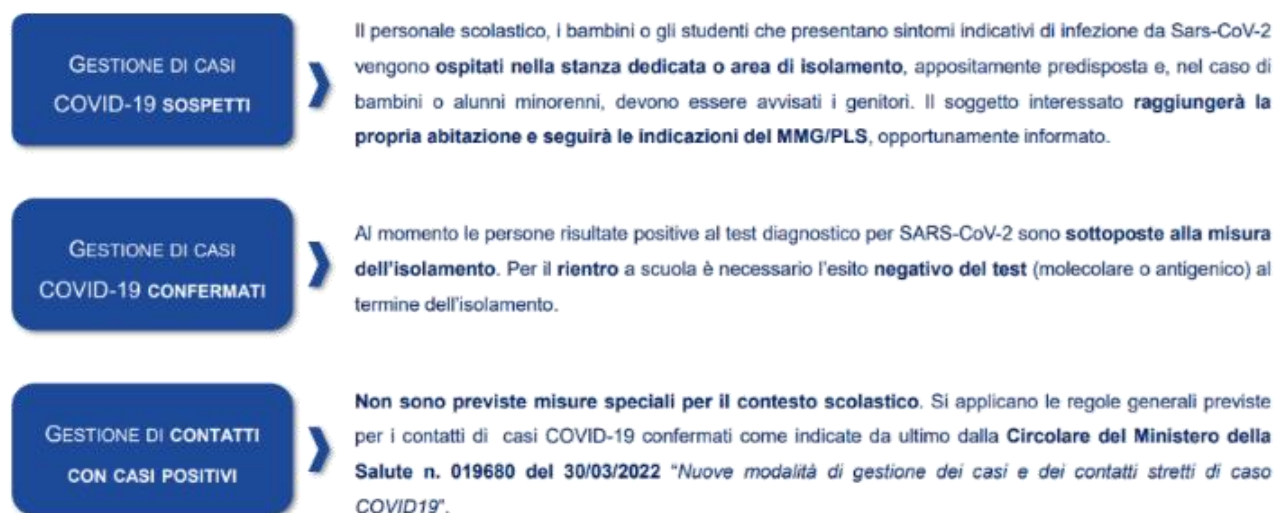 GESTIONE DI CASI
COVID-19 SOSPETTI
Il personale scolastico, i bambini o gli studenti che presentano sintomi indicativi di infezione da Sars-CoV-2
vengono ospitati nella stanza dedicata o area di isolamento, appositamente predisposta e, nel caso di
bambini o alunni minorenni, devono essere avvisati i genitori. Il soggetto interessato raggiungerà la
propria abitazione e seguirà le indicazioni del MMG/PLS, opportunamente informato.
GESTIONE DI CASI
COVID-19 CONFERMATI
Al momento le persone risultate positive al test diagnostico per SARS-CoV-2 sono sottoposte alla misura
dell'isolamento. Per il rientro a scuola è necessario l'esito negativo del test (molecolare o antigenico) al
termine dell'isolamento.
GESTIONE DI CONTATTI
CON CASI POSITIVI
Non sono previste misure speciali per il contesto scolastico. Si applicano le regole generali previste
per i contatti di casi COVID-19 confermati come indicate da ultimo dalla Circolare del Ministero della
Salute n. 019680 del 30/03/2022 "Nuove modalità di gestione dei casi e dei contatti stretti di caso
COVID19".